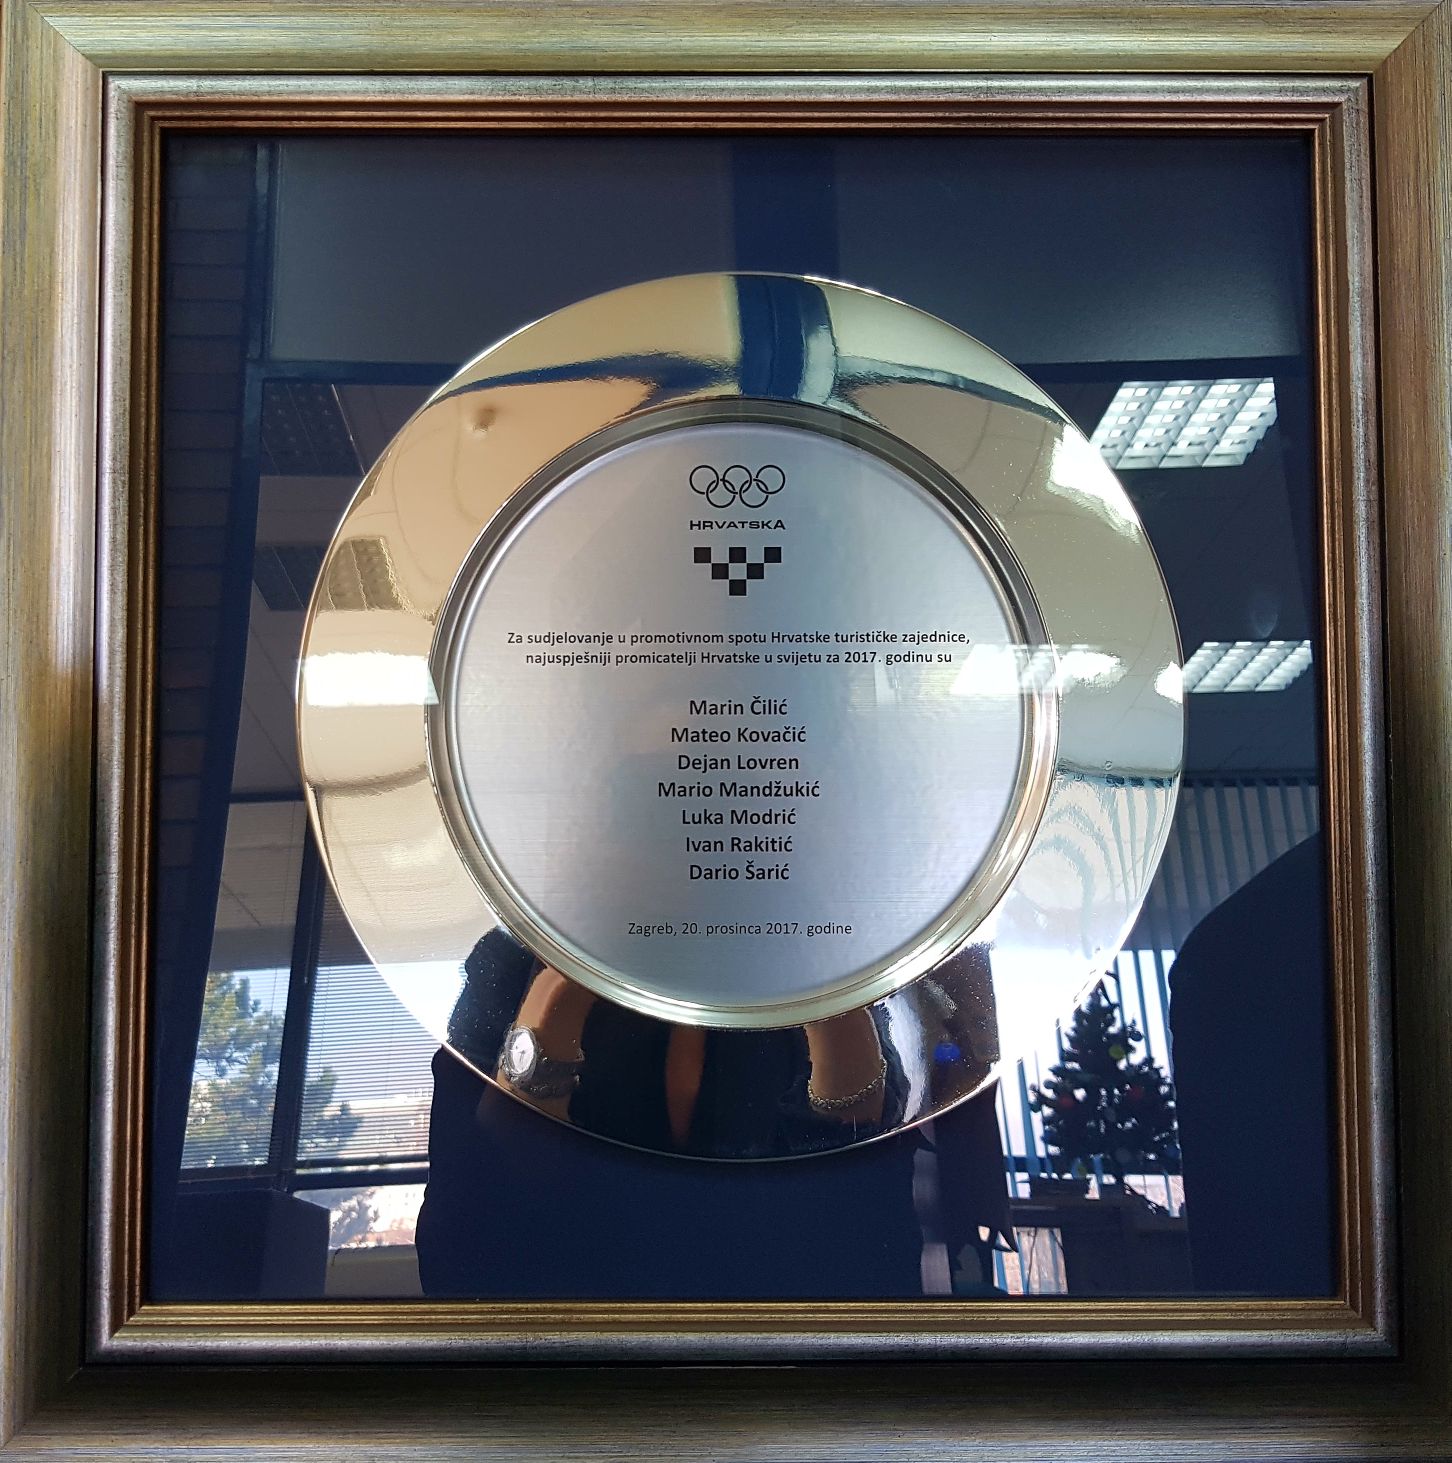 HRVATSKA
Za sudjelovanje u promotivnom spotu Hrvatske turističke zajednice,
najuspješniji promicatelji Hrvatske u svijetu za 2017. godinu su
Marin Čilić
Mateo Kovačić
Dejan Lovren
Mario Mandžukić
Luka Modrić
Ivan Rakitić
Dario Šarić
Zagreb, 20. prosinca 2017. godine